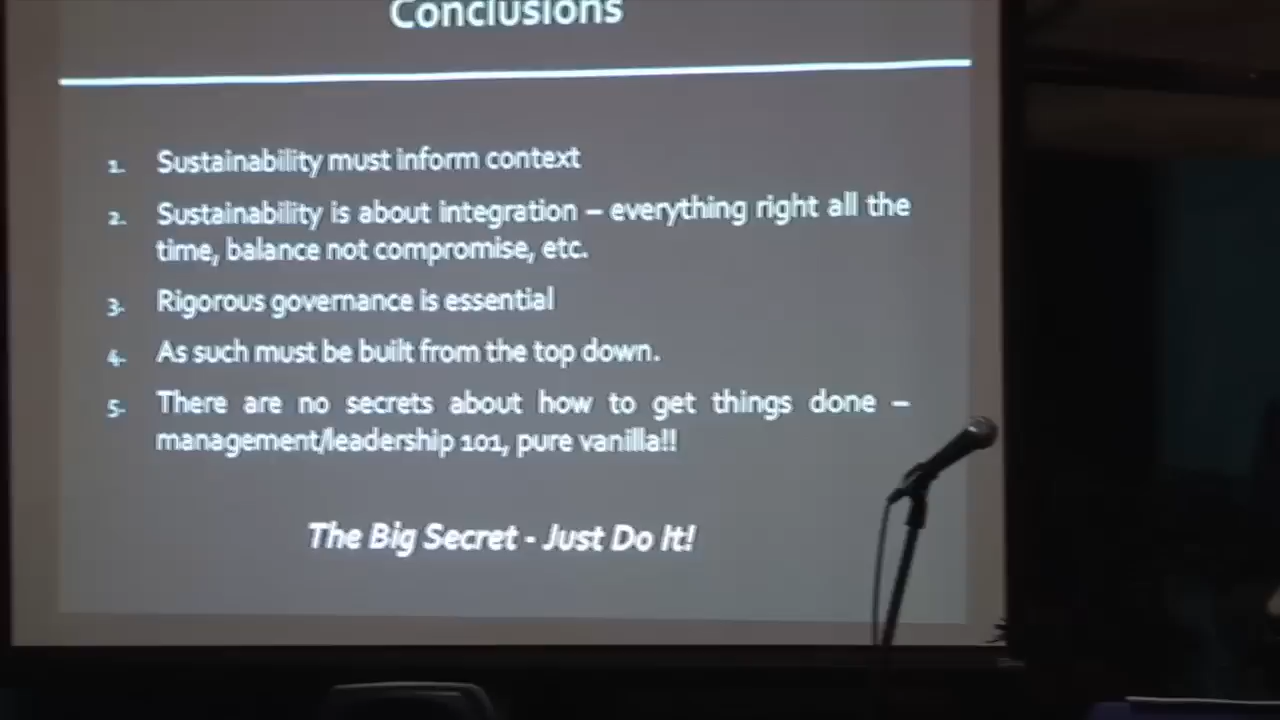 Conclusions
1. Sustainability must inform context
2. Sustainability is about integration – everything right all the
time, balance not compromise, etc.
3. Rigorous governance is essential
4. As such must be built from the top down.
5. There are no secrets about how to get things done –
management/leadership 101, pure vanilla!!
The Big Secret - Just Do It!